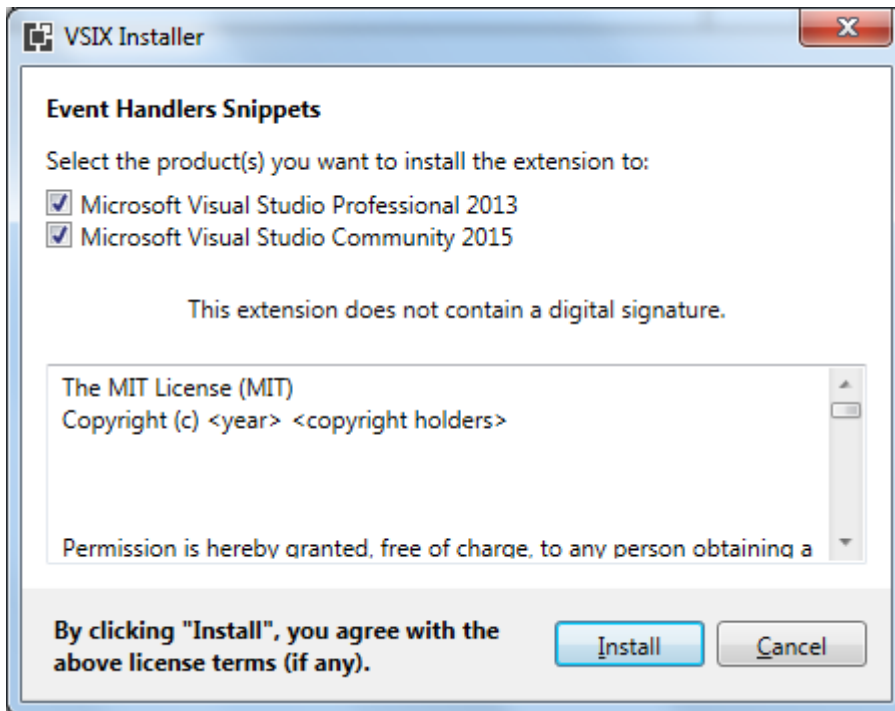 VSIX Installer
Event Handlers Snippets
Select the product(s) you want to install the extension to:
Microsoft Visual Studio Professional 2013
Microsoft Visual Studio Community 2015
This extension does not contain a digital signature.
The MIT License (MIT)
Copyright (c) <year> <copyright holders>
Permission is hereby granted, free of charge, to any person obtaining a
By clicking "Install", you agree with the
above license terms (if any).
Install
Cancel